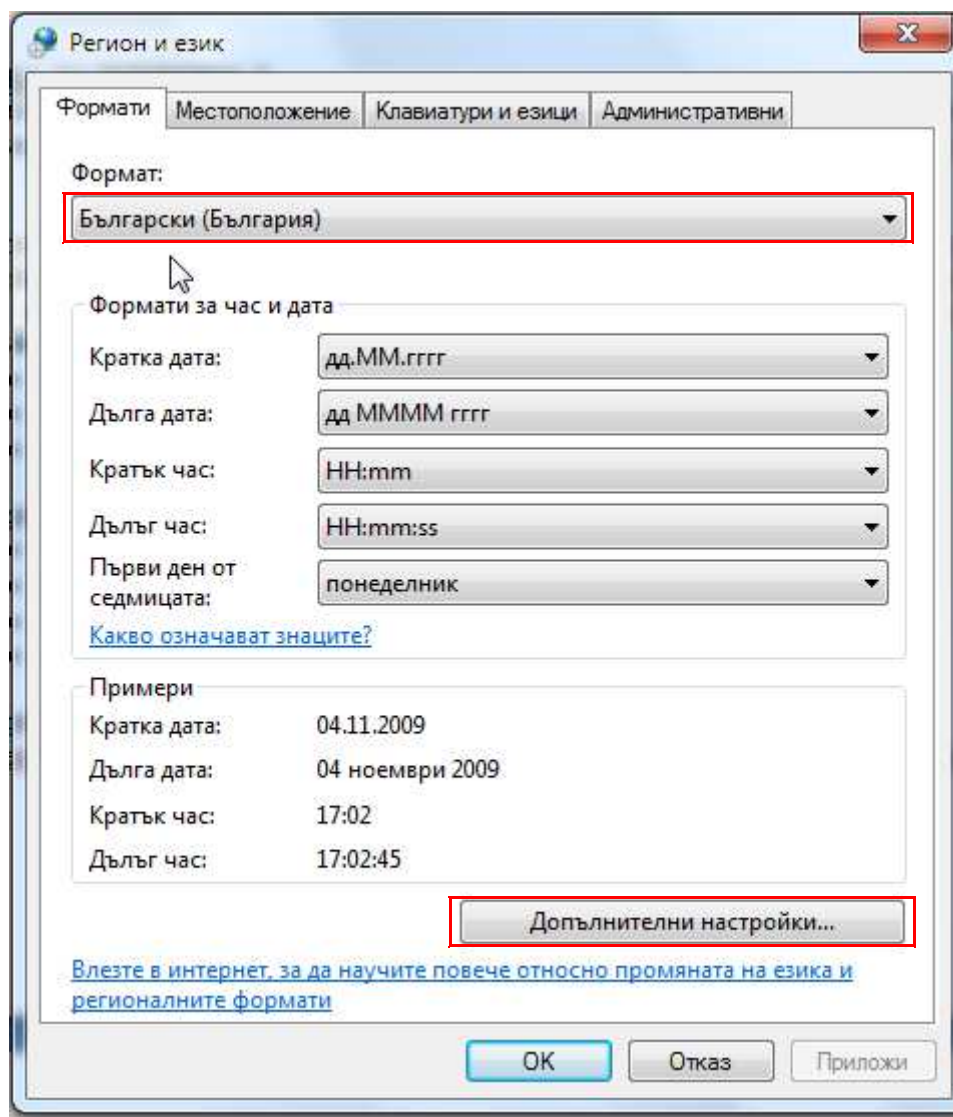 Регион и език
Формати Местоположение Клавиатури и езици Административни
Формат:
Български (България)
Формати за час и дата
Кратка дата: дд.ММ.гггг
Дълга дата: дд ММММ гггг
Кратък час: HH:mm
Дълъг час: HH:mm:ss
Първи ден от
седмицата: понеделник
Какво означават знаците?
Примери
Кратка дата: 04.11.2009
Дълга дата: 04 ноември 2009
Кратък час: 17:02
Дълъг час: 17:02:45
Допълнителни настройки...
Влезте в интернет, за да научите повече относно промяната на езика и
регионалните формати
OK Отказ Приложи